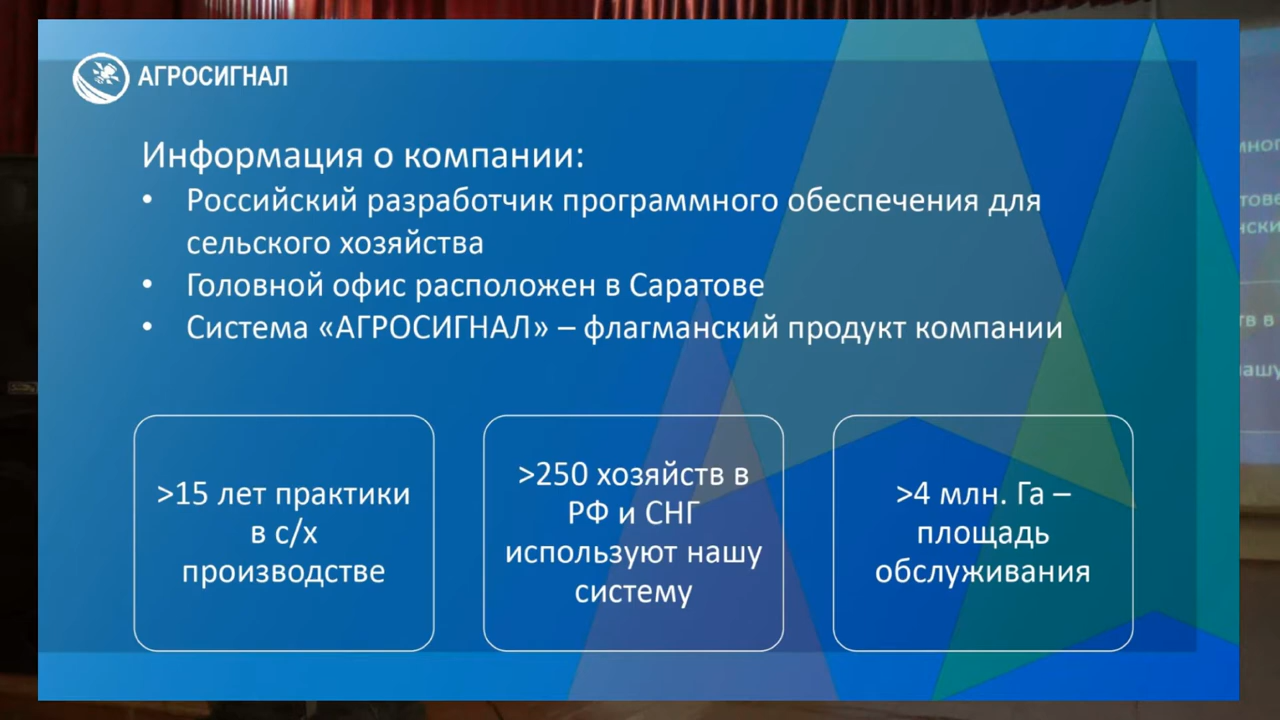 АГРОСИГНАЛ
Информация о компании:
• Российский разработчик программного обеспечения для
сельского хозяйства
• Головной офис расположен в Саратове
• Система «АГРОСИГНАЛ» – флагманский продукт компании
>15 лет практики
в с/х
производстве
>250 хозяйств в
РФ и СНГ
используют нашу
систему
>4 млн. Га –
площадь
обслуживания